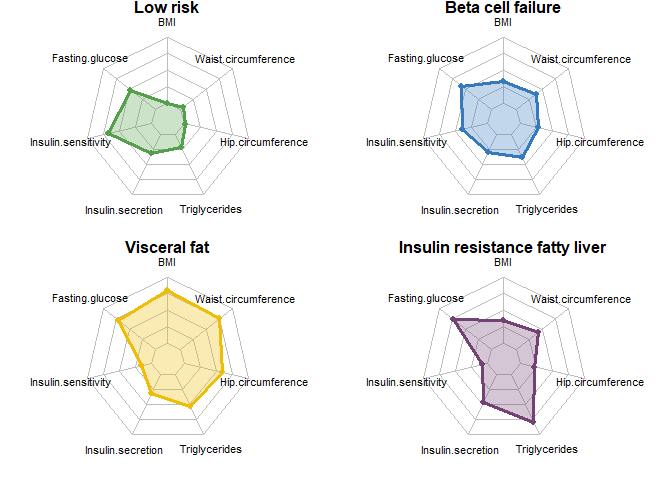 Low risk
BMI
Fasting.glucose
Waist.circumference
Insulin.sensitivity
Hip.circumference
Insulin.secretion
Triglycerides
Beta cell failure
BMI
Fasting.glucose
Waist.circumference
Insulin.sensitivity
Hip.circumference
Insulin.secretion
Triglycerides
Visceral fat
BMI
Fasting.glucose
Waist.circumference
Insulin.sensitivity
Hip.circumference
Insulin.secretion
Triglycerides
Insulin resistance fatty liver
BMI
Fasting.glucose
Waist.circumference
Insulin.sensitivity
Hip.circumference
Insulin.secretion
Triglycerides